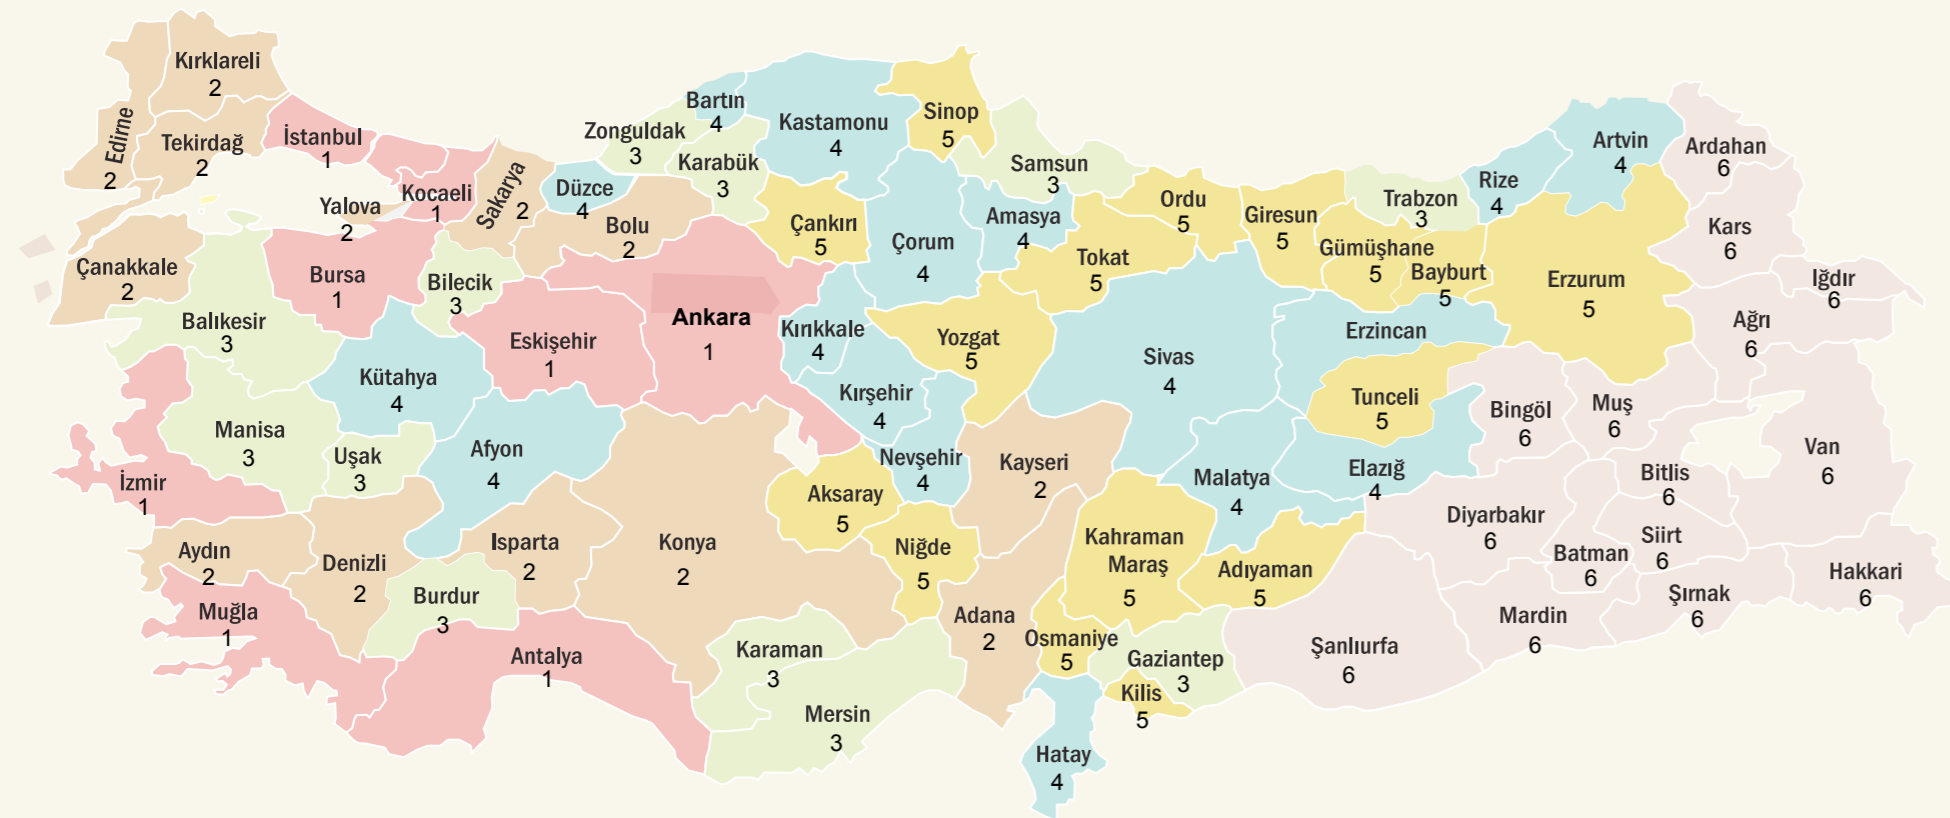 Kırklareli
2
Edirne
2
Tekirdağ
2
İstanbul
1
Kocaeli
1
Yalova
2
Sakarya
2
Düzce
4
Bolu
2
Zonguldak
3
Bartın
4
Karabük
3
Kastamonu
4
Sinop
5
Çankırı
5
Çorum
4
Samsun
3
Amasya
4
Tokat
5
Ordu
5
Giresun
5
Gümüşhane
5
Trabzon
3
Bayburt
5
Rize
4
Artvin
4
Ardahan
6
Kars
6
Iğdır
6
Ağrı
6
Erzurum
5
Erzincan
Çanakkale
2
Balıkesir
3
Bursa
1
Bilecik
3
Eskişehir
1
Ankara
1
Kırıkkale
4
Kırşehir
4
Yozgat
5
Sivas
4
Tunceli
5
Bingöl
6
Muş
6
Bitlis
6
Van
6
Kütahya
4
Manisa
3
Uşak
3
Afyon
4
İzmir
1
Aydın
2
Denizli
2
Muğla
1
Burdur
3
Isparta
2
Antalya
1
Konya
2
Aksaray
5
Nevşehir
4
Niğde
5
Kayseri
2
Malatya
4
Elazığ
4
Diyarbakır
6
Batman
6
Siirt
6
Şırnak
6
Hakkari
6
Mardin
6
Şanlıurfa
6
Adıyaman
5
Kahraman
Maraş
5
Adana
2
Osmaniye
5
Gaziantep
3
Kilis
5
Hatay
4
Karaman
3
Mersin
3